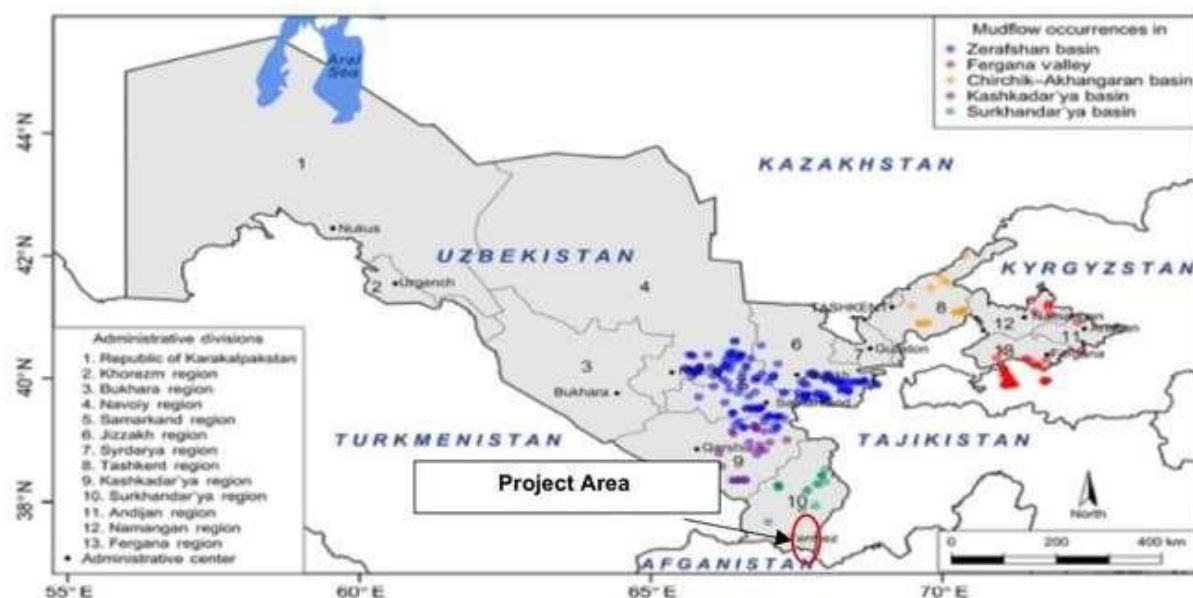 Mudflow occurrences in
Zerafshan basin
Fergana valley
Chirchik-Akhangaran basin
Kashkadar'ya basin
Surkhandar'ya basin
Aral
Sea
44°N
KAZAKHSTAN
1
Nukus
42°N
UZBEKISTAN
KYRGYZSTAN
2
Urgench
4
TASHKENT
8
12
11
6
7
Administrative divisions
1. Republic of Karakalpakstan
2. Khorezm region
3. Bukhara region
4. Navoiy region
5. Samarkand region
6. Jizzakh region
7. Syrdarya region
8. Tashkent region
9. Kashkadar'ya region
10. Surkhandar'ya region
11. Andijan region
12. Namangan region
13. Fergana region
Administrative center
3
40°N
Bukhara
TURKMENISTAN
TAJIKISTAN
9
Project Area
38°N
10
North
0 200 400 km
AFGANISTAN
55°E
60°E
65°E
70°E